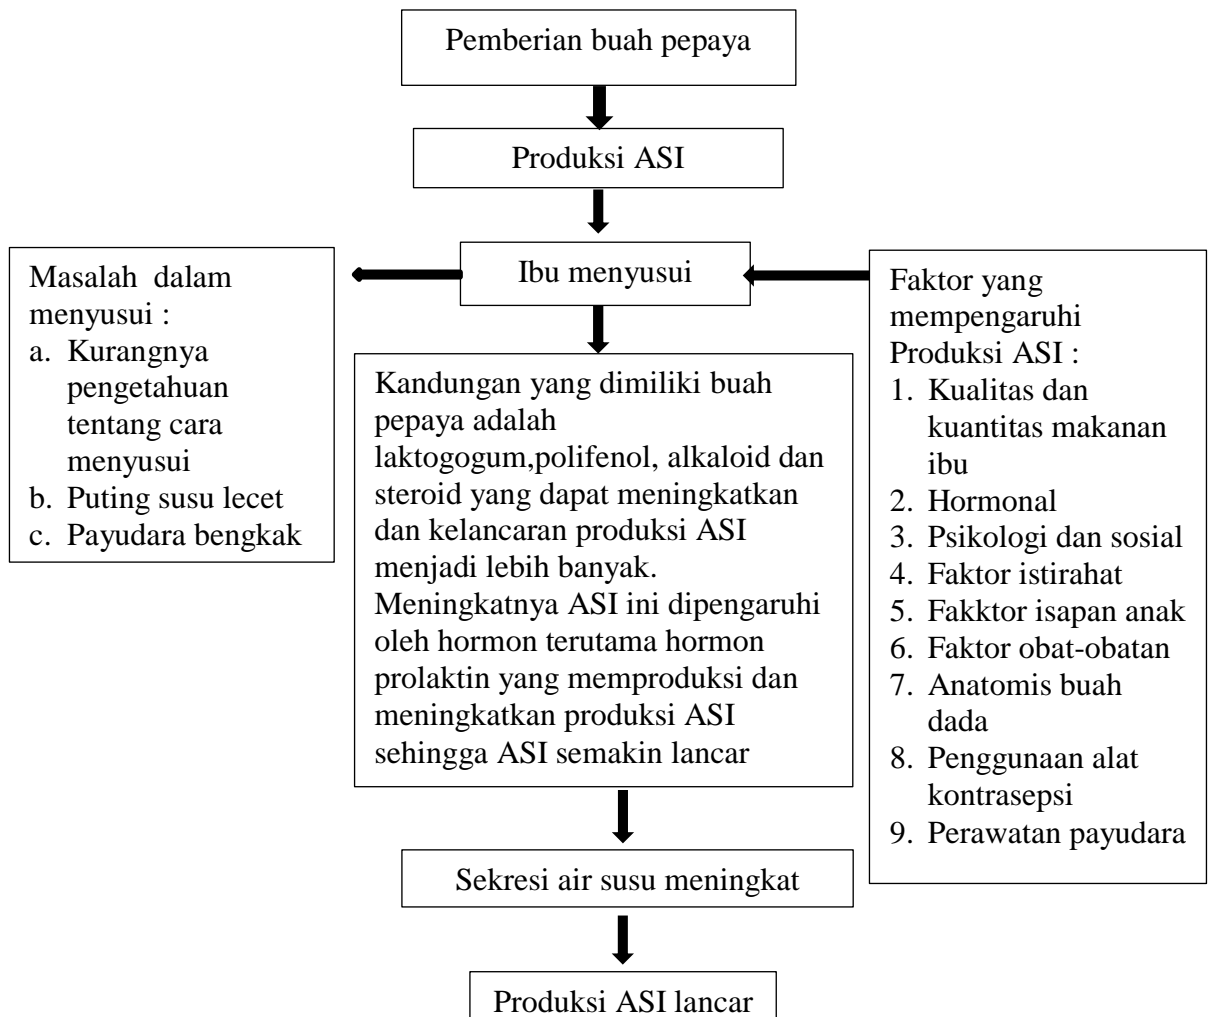 Pemberian buah pepaya
Produksi ASI
Ibu menyusui
Masalah  dalam
menyusui :
a. Kurangnya
pengetahuan
tentang cara
menyusui
b. Puting susu lecet
c. Payudara bengkak
Faktor yang
mempengaruhi
Produksi ASI :
1. Kualitas dan
kuantitas makanan
ibu
2. Hormonal
3. Psikologi dan sosial
4. Faktor istirahat
5. Fakktor isapan anak
6. Faktor obat-obatan
7. Anatomis buah
dada
8. Penggunaan alat
kontrasepsi
9. Perawatan payudara
Kandungan yang dimiliki buah
pepaya adalah
laktogogum,polifenol, alkaloid dan
steroid yang dapat meningkatkan
dan kelancaran produksi ASI
menjadi lebih banyak.
Meningkatnya ASI ini dipengaruhi
oleh hormon terutama hormon
prolaktin yang memproduksi dan
meningkatkan produksi ASI
sehingga ASI semakin lancar
Sekresi air susu meningkat
Produksi ASI lancar